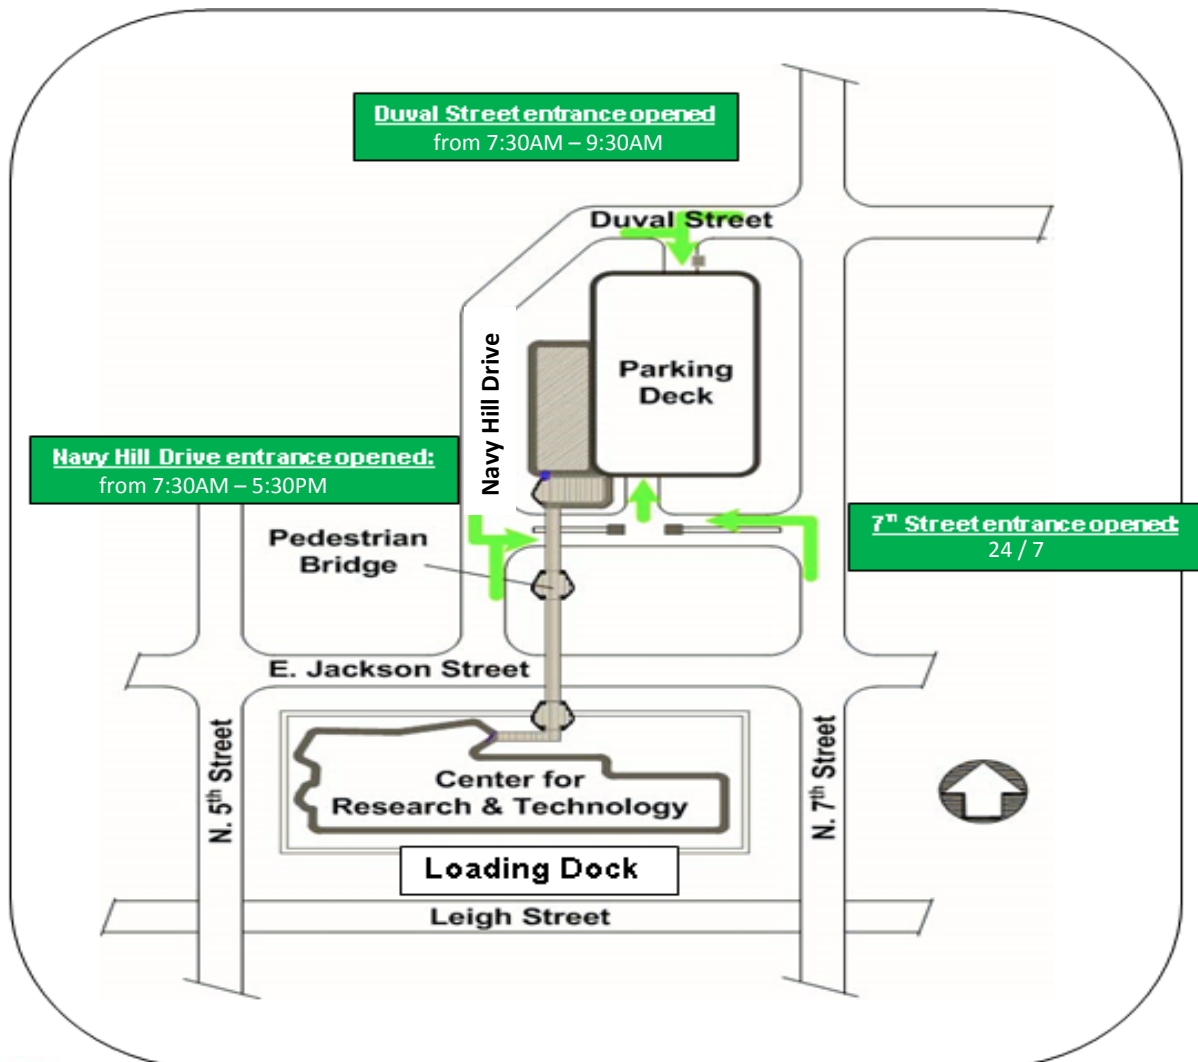 Duval Street entrance opened
from 7:30AM – 9:30AM
Duval Street
Navy Hill Drive
Parking
Deck
Navy Hill Drive entrance opened:
from 7:30AM – 5:30PM
7th Street entrance opened:
24 / 7
Pedestrian
Bridge
E. Jackson Street
N. 5th Street
N. 7th Street
Center for
Research & Technology
Loading Dock
Leigh Street